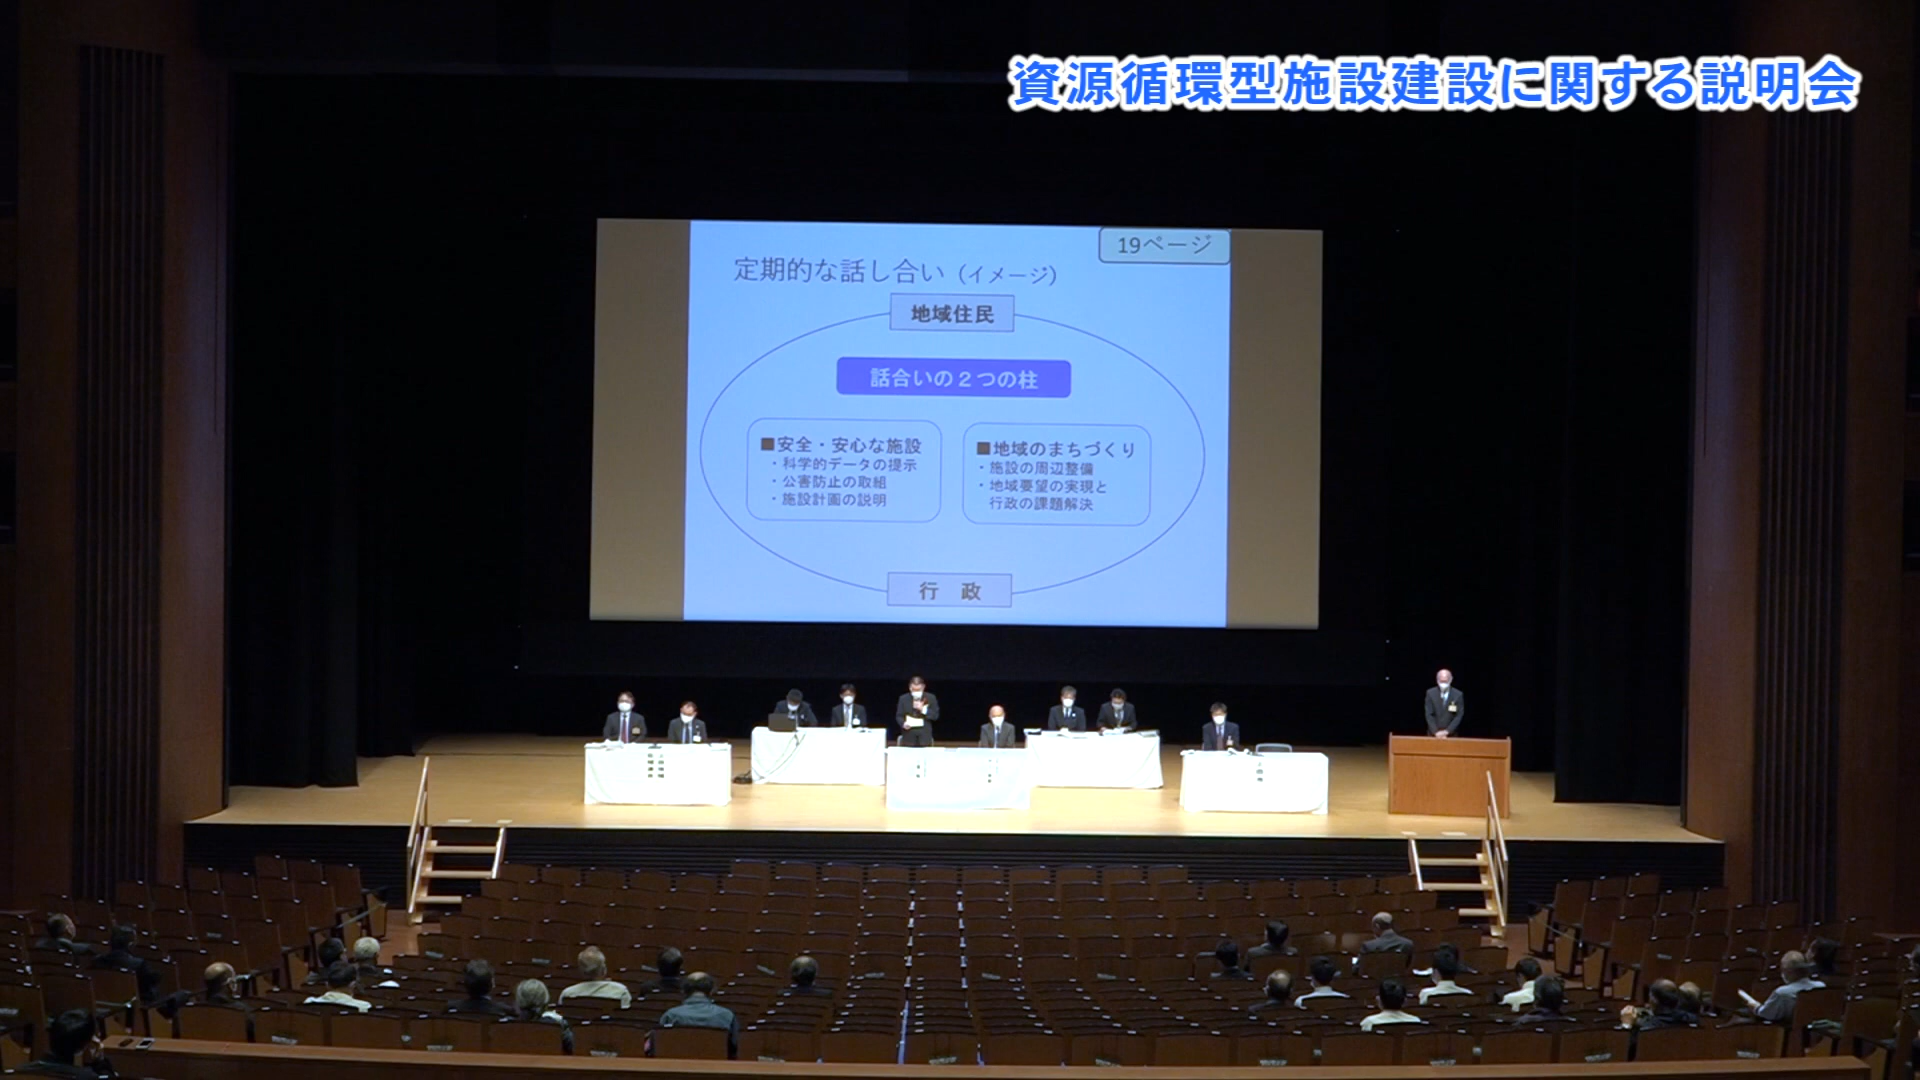 資源循環型施設建設に関する説明会
19ページ
定期的な話し合い（イメージ）
地域住民
話合いの２つの柱
■安全・安心な施設
・科学的データの提示
・公害防止の取組
・施設計画の説明
■地域のまちづくり
・施設の周辺整備
・地域要望の実現と
行政の課題解決
行　政